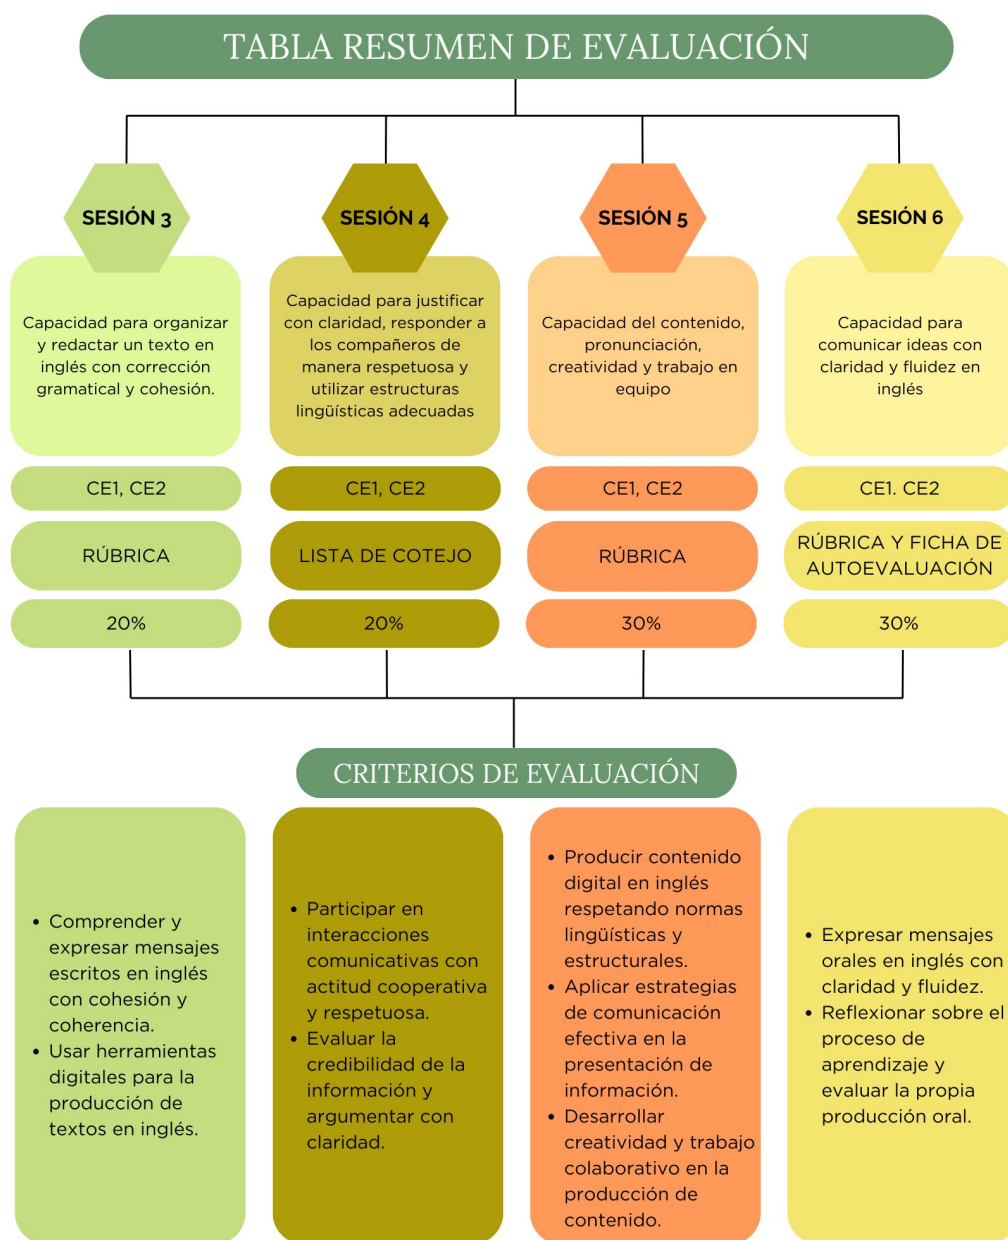 TABLA RESUMEN DE EVALUACIÓN
SESIÓN 3
Capacidad para organizar
y redactar un texto en
inglés con corrección
gramatical y cohesión.
CE1, CE2
RÚBRICA
20%
SESIÓN 4
Capacidad para justificar
con claridad, responder a
los compañeros de
manera respetuosa y
utilizar estructuras
lingüísticas adecuadas
CE1, CE2
LISTA DE COTEJO
20%
SESIÓN 5
Capacidad del contenido,
pronunciación,
creatividad y trabajo en
equipo
CE1, CE2
RÚBRICA
30%
SESIÓN 6
Capacidad para
comunicar ideas con
claridad y fluidez en
inglés
CE1. CE2
RÚBRICA Y FICHA DE
AUTOEVALUACIÓN
30%
CRITERIOS DE EVALUACIÓN
• Comprender y
expresar mensajes
escritos en inglés
con cohesión y
coherencia.
• Usar herramientas
digitales para la
producción de
textos en inglés.
• Participar en
interacciones
comunicativas con
actitud cooperativa
y respetuosa.
• Evaluar la
credibilidad de la
información y
argumentar con
claridad.
• Producir contenido
digital en inglés
respetando normas
lingüísticas y
estructurales.
• Aplicar estrategias
de comunicación
efectiva en la
presentación de
información.
• Desarrollar
creatividad y trabajo
colaborativo en la
producción de
contenido.
• Expresar mensajes
orales en inglés con
claridad y fluidez.
• Reflexionar sobre el
proceso de
aprendizaje y
evaluar la propia
producción oral.